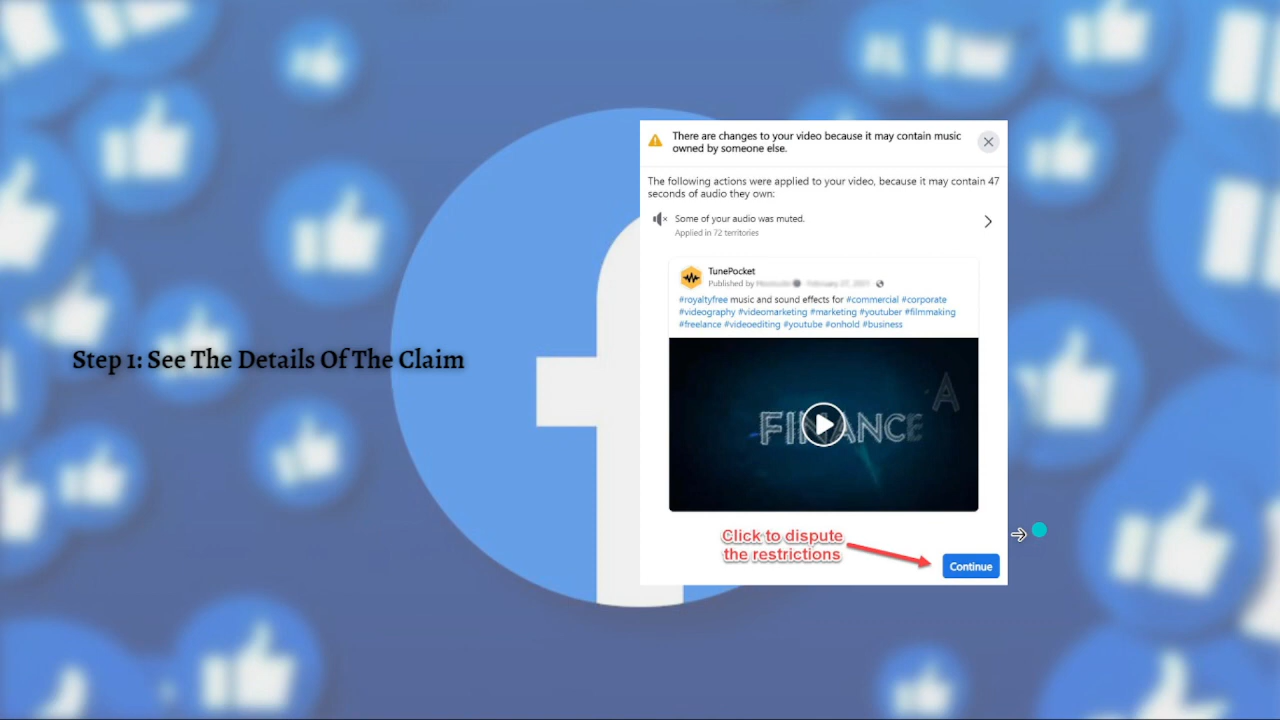 Step 1: See The Details Of The Claim
There are changes to your video because it may contain music
owned by someone else.
The following actions were applied to your video, because it may contain 47
seconds of audio they own:
Some of your audio was muted.
Applied in 72 territories
TunePocket
Published by
#royaltyfree music and sound effects for #commercial #corporate
#videography #videomarketing #marketing #youtuber #filmmaking
#freelance #videoediting #youtube #onhold #business
FINANCE
A
Click to dispute
the restrictions
Continue